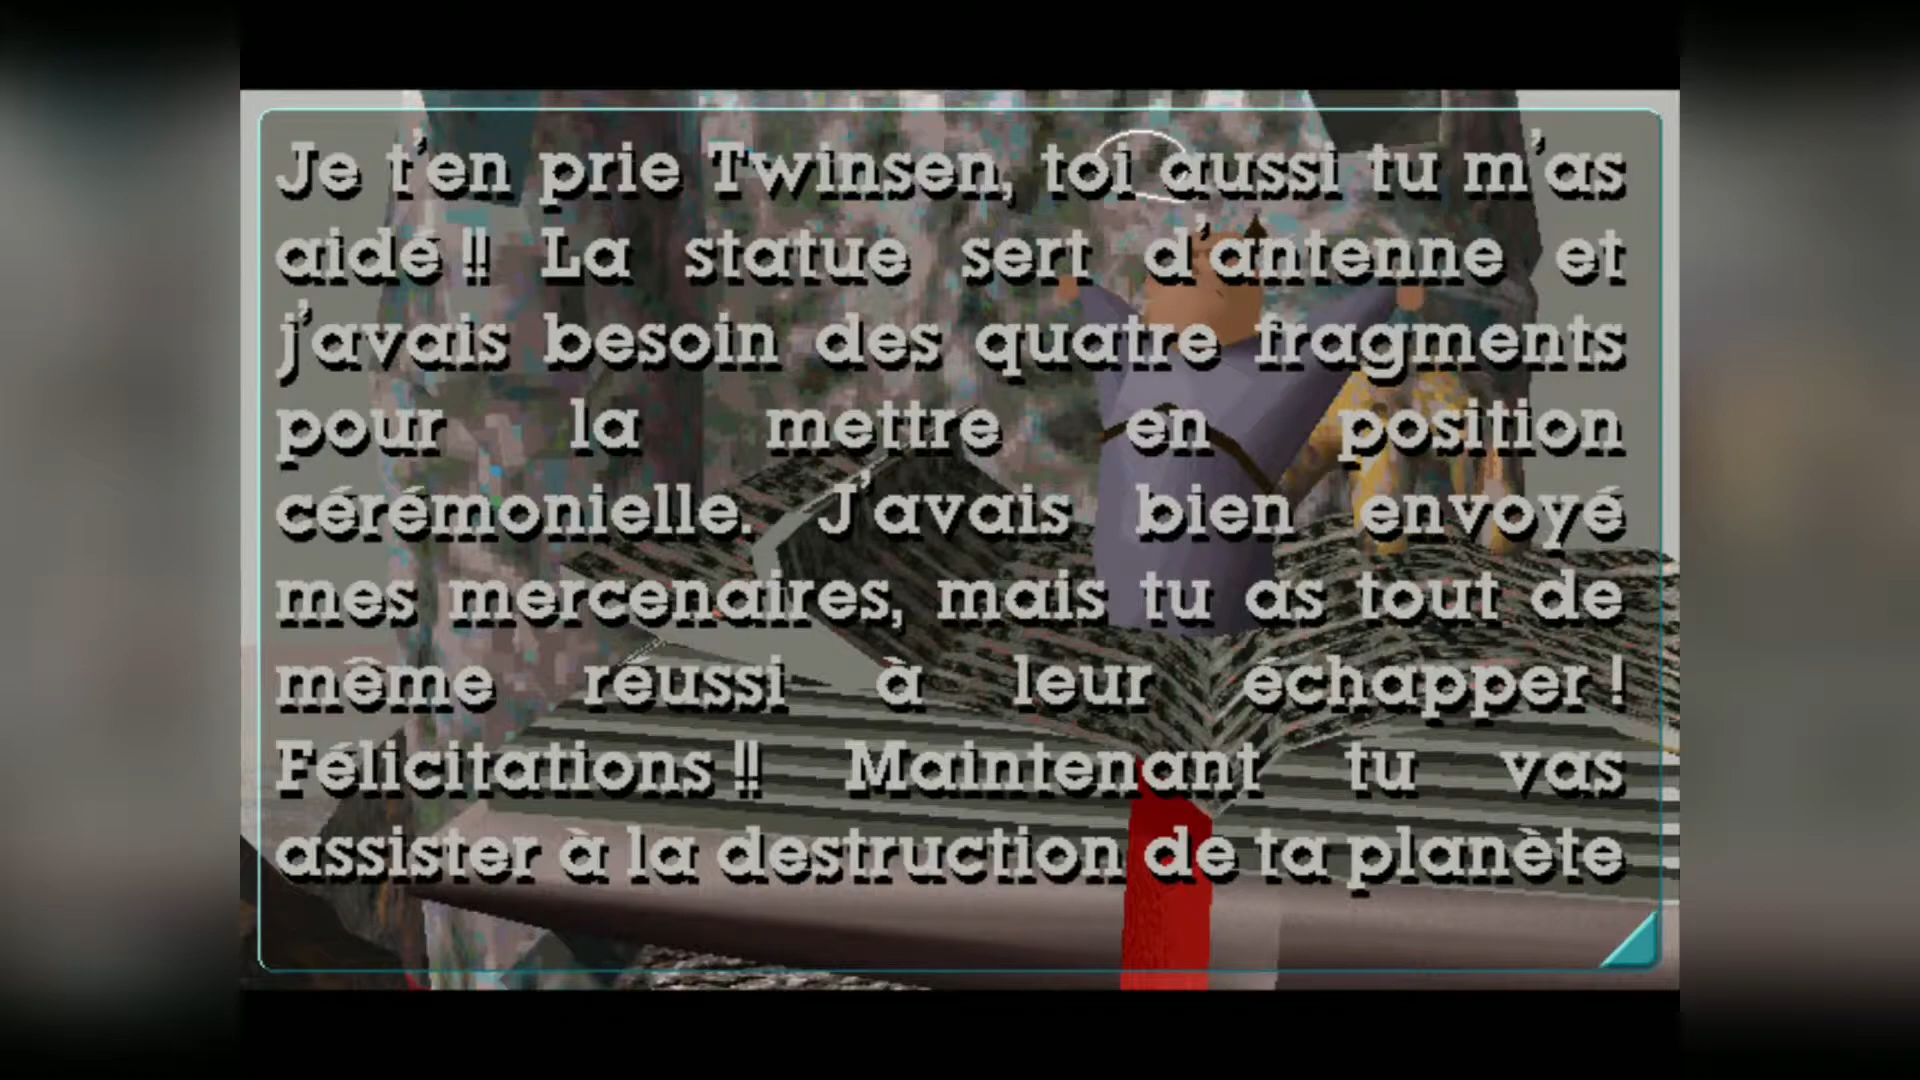 Je t'en prie Twinsen, toi aussi tu m'as
aidé !! La statue sert d'antenne et
j'avais besoin des quatre fragments
pour la mettre en position
cérémonielle. J'avais bien envoyé
mes mercenaires, mais tu as tout de
même réussi à leur échapper !
Félicitations !! Maintenant tu vas
assister à la destruction de ta planète